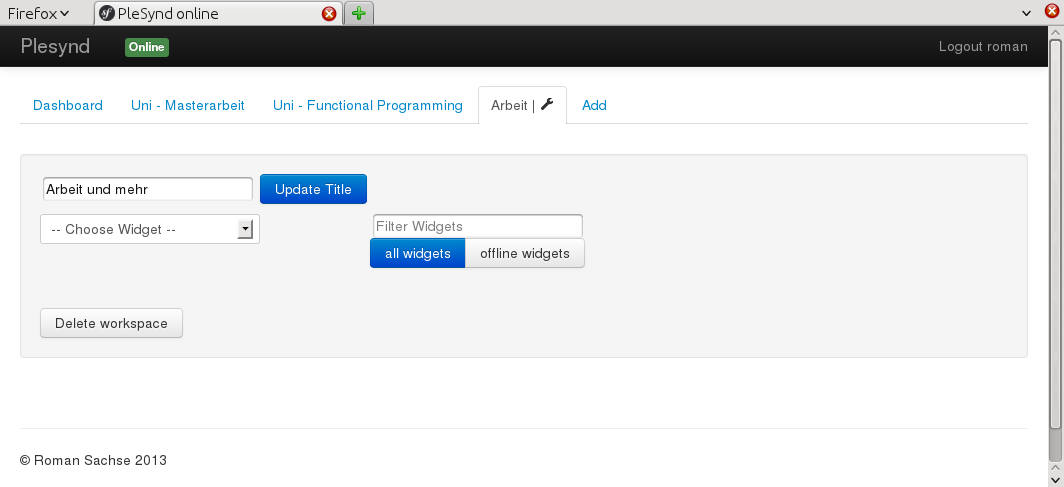 Firefox PleSynd online
Plesynd Online Logout roman
Dashboard Uni - Masterarbeit Uni - Functional Programming Arbeit | Add
Arbeit und mehr Update Title
-- Choose Widget -- Filter Widgets
all widgets offline widgets
Delete workspace
© Roman Sachse 2013